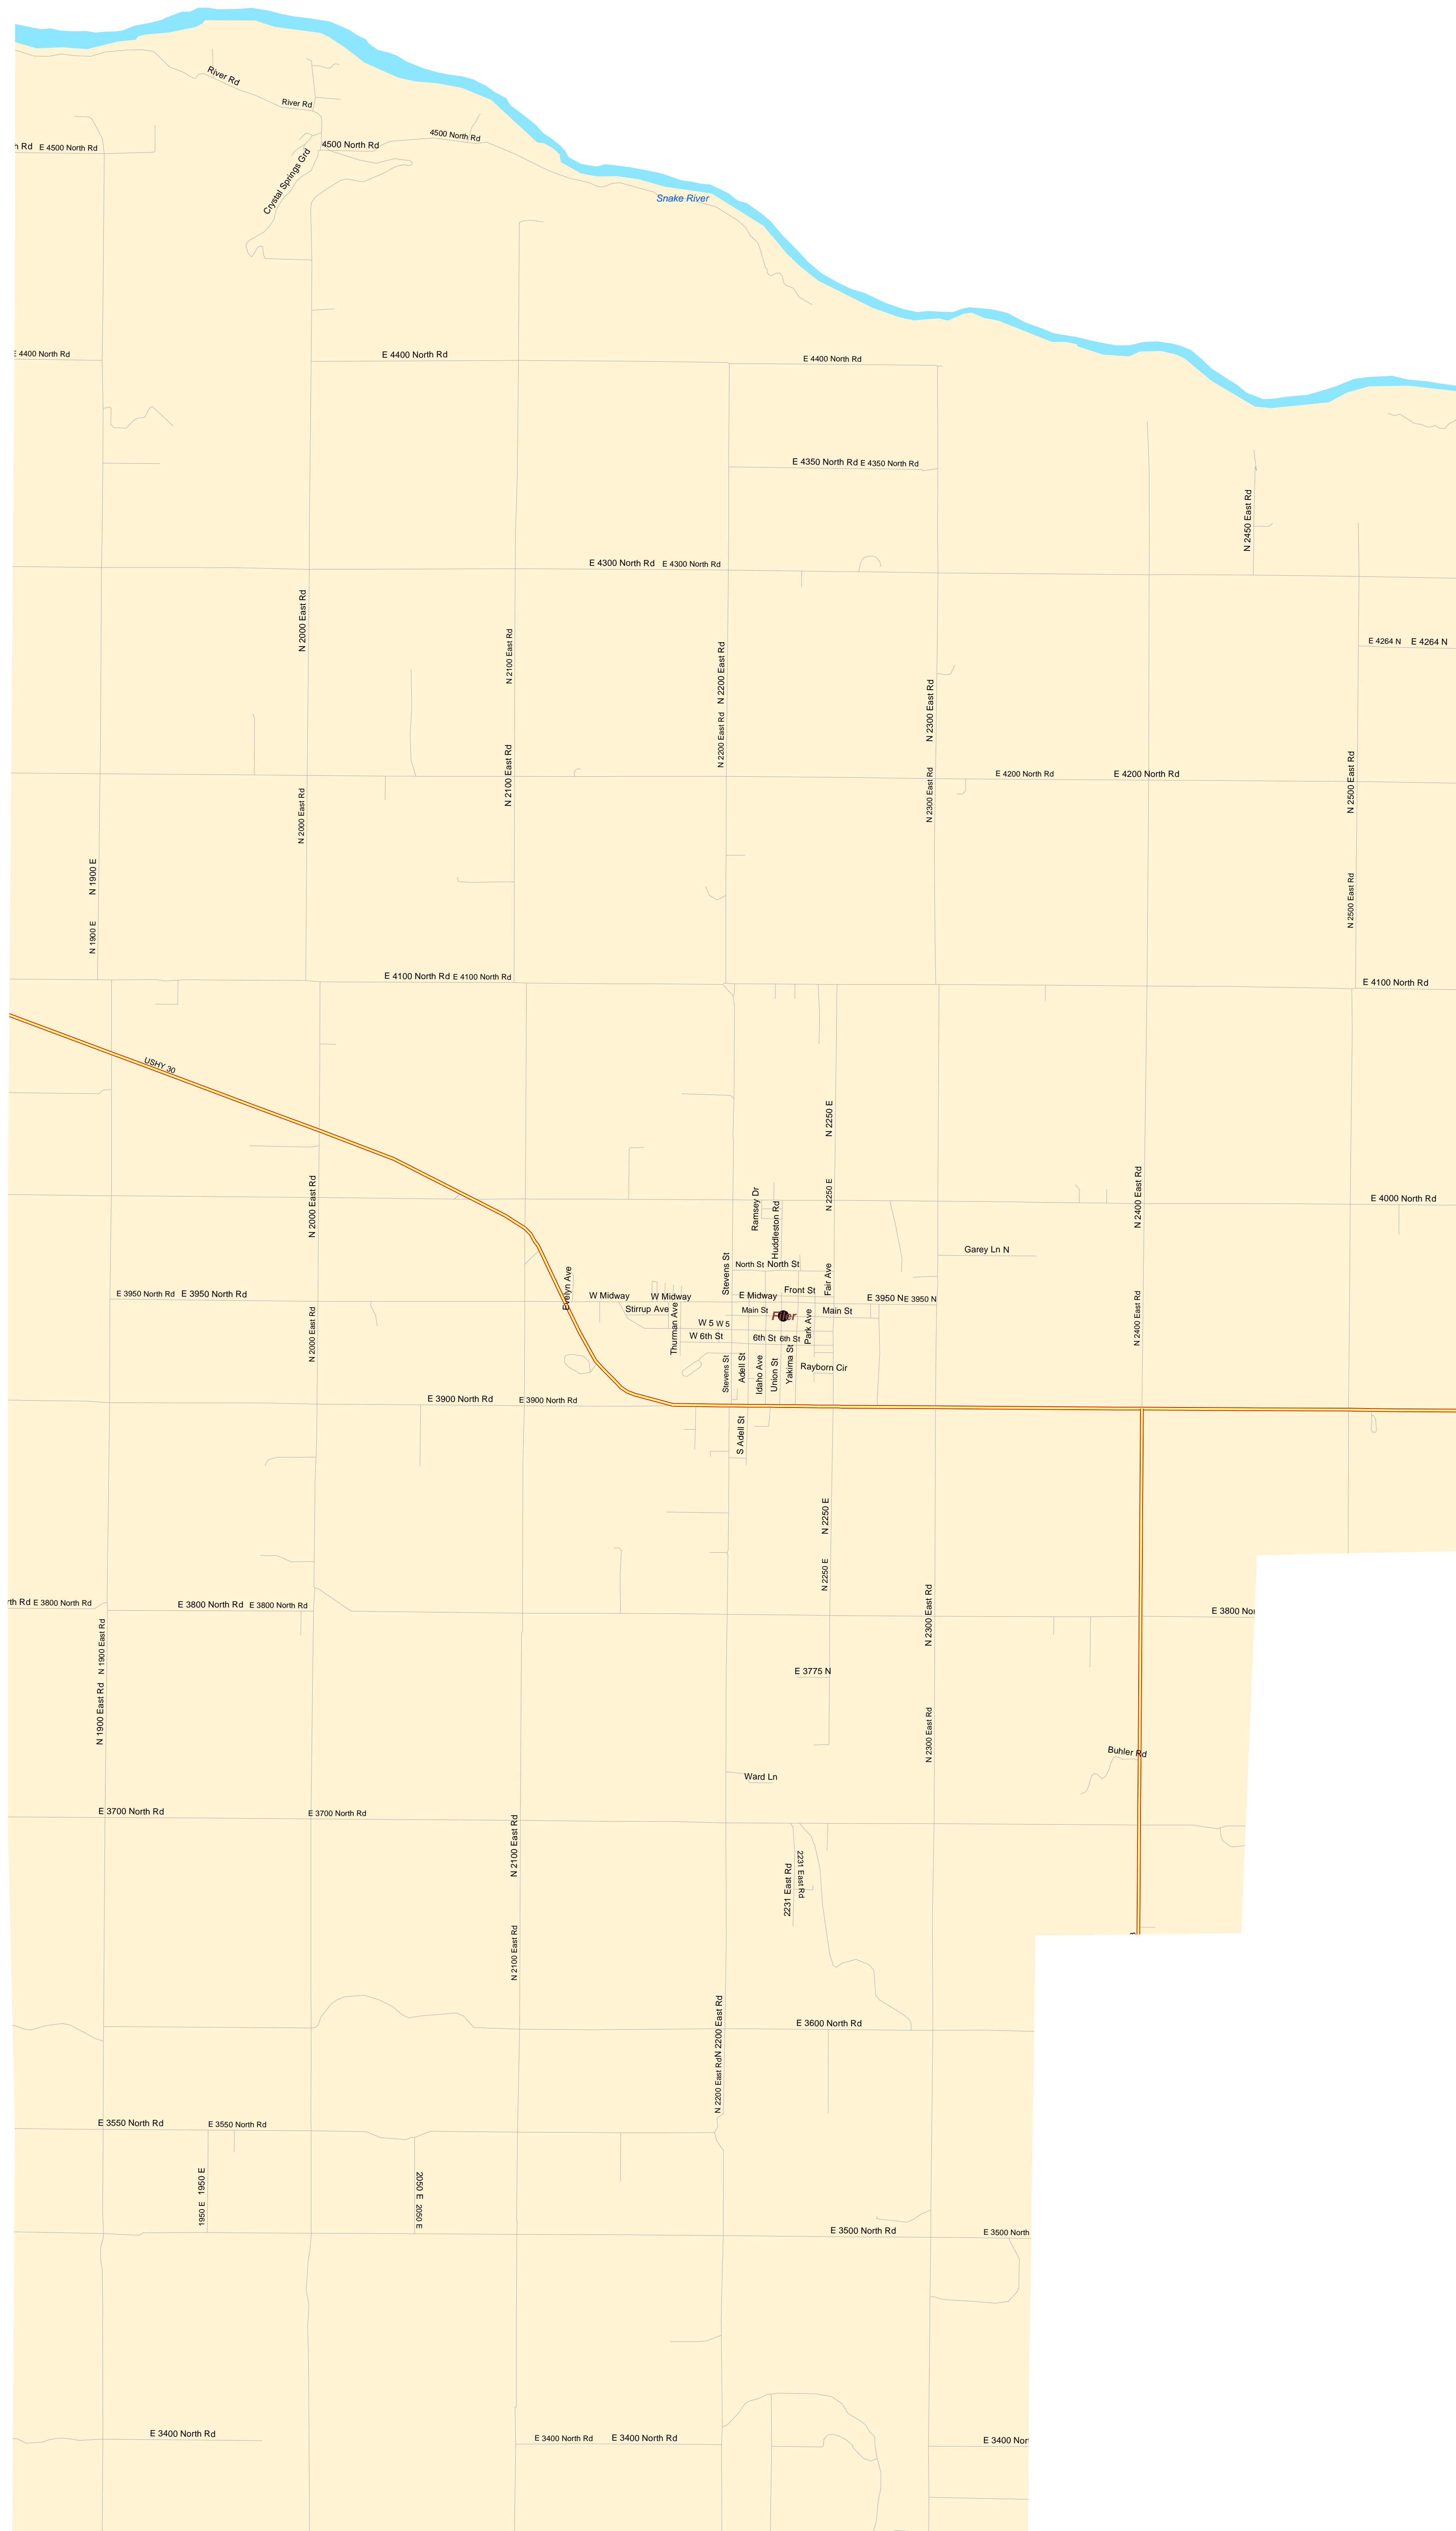 River Rd
River Rd
4500 North Rd
4500 North Rd
h Rd
E 4500 North Rd
Crystal Springs Grd
Snake River
E 4400 North Rd
E 4400 North Rd
E 4400 North Rd
E 4350 North Rd
E 4350 North Rd
N 2450 East Rd
E 4300 North Rd
E 4300 North Rd
N 2000 East Rd
N 2100 East Rd
N 2200 East Rd
N 2300 East Rd
E 4264 N
E 4264 N
N 2200 East Rd
N 2100 East Rd
N 2300 East Rd
E 4200 North Rd
E 4200 North Rd
N 2500 East Rd
N 2000 East Rd
N 1900 E
N 1900 E
N 2500 East Rd
E 4100 North Rd
E 4100 North Rd
E 4100 North Rd
USHY 30
N 2250 E
N 2250 E
N 2000 East Rd
Ramsey Dr
Huddleston Rd
N 2400 East Rd
E 4000 North Rd
Garey Ln N
Stevens St
North St
North St
Fair Ave
Evelyn Ave
E 3950 North Rd
E 3950 North Rd
W Midway
W Midway
E Midway
Front St
E 3950 N
E 3950 N
Stirrup Ave
Main St
Filer
Main St
Thurman Ave
W 5
W 5
Park Ave
W 6th St
6th St
6th St
N 2000 East Rd
N 2400 East Rd
Stevens St
Adell St
Idaho Ave
Union St
Yakima St
Rayborn Cir
E 3900 North Rd
E 3900 North Rd
S Adell St
N 2250 E
N 2250 E
rth Rd
E 3800 North Rd
E 3800 North Rd
E 3800 North Rd
N 2300 East Rd
E 3800 Nor
N 1900 East Rd
E 3775 N
N 1900 East Rd
N 2300 East Rd
Buhler Rd
Ward Ln
E 3700 North Rd
E 3700 North Rd
N 2100 East Rd
2231 East Rd
2231 East Rd
N 2100 East Rd
N 2200 East Rd
E 3600 North Rd
N 2200 East Rd
E 3550 North Rd
E 3550 North Rd
1950 E
1950 E
2050 E
2050 E
E 3500 North Rd
E 3500 North
E 3400 North Rd
E 3400 North Rd
E 3400 North Rd
E 3400 Nor